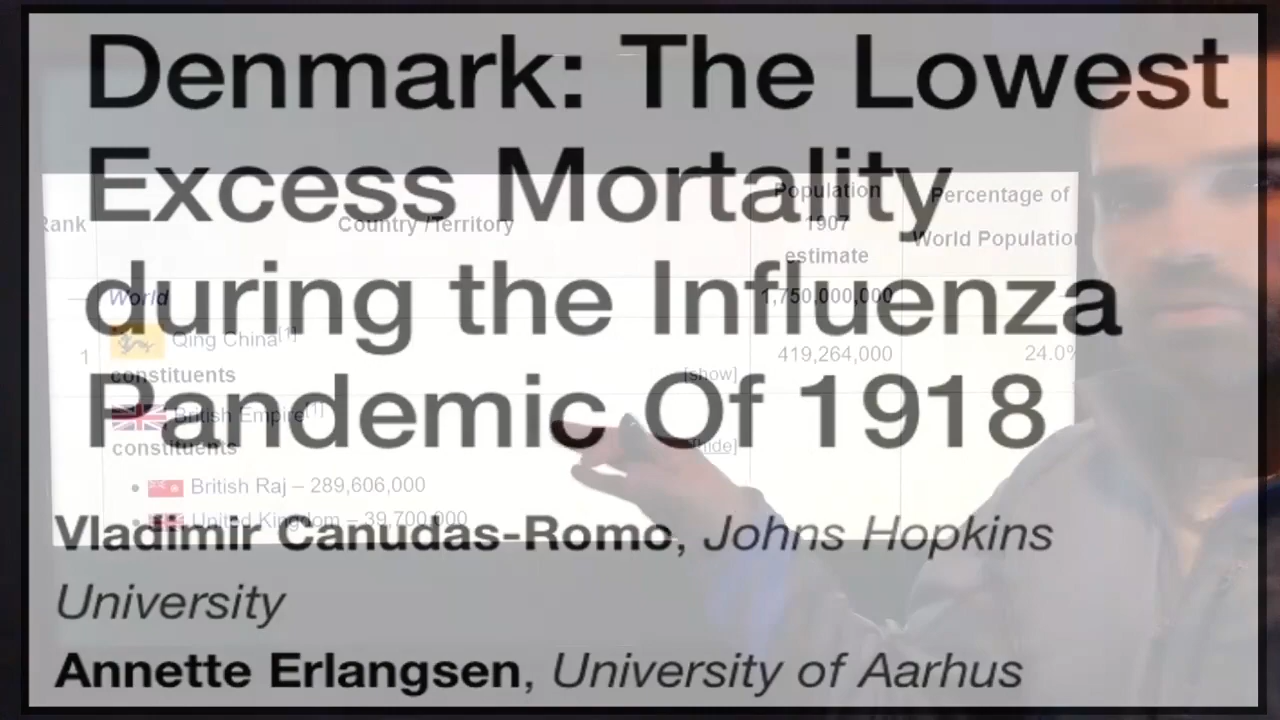 Denmark: The Lowest
Excess Mortality
during the Influenza
Pandemic Of 1918
Vladimir Canudas-Romo, Johns Hopkins
University
Annette Erlangsen, University of Aarhus
Rank
Country / Territory
Population
1907
estimate
Percentage of
World Population
— World 1,750,000,000
1 Qing China[1] 419,264,000 24.0%
constituents [show]
British Empire[1]
constituents [hide]
• British Raj – 289,606,000
• United Kingdom – 39,700,000